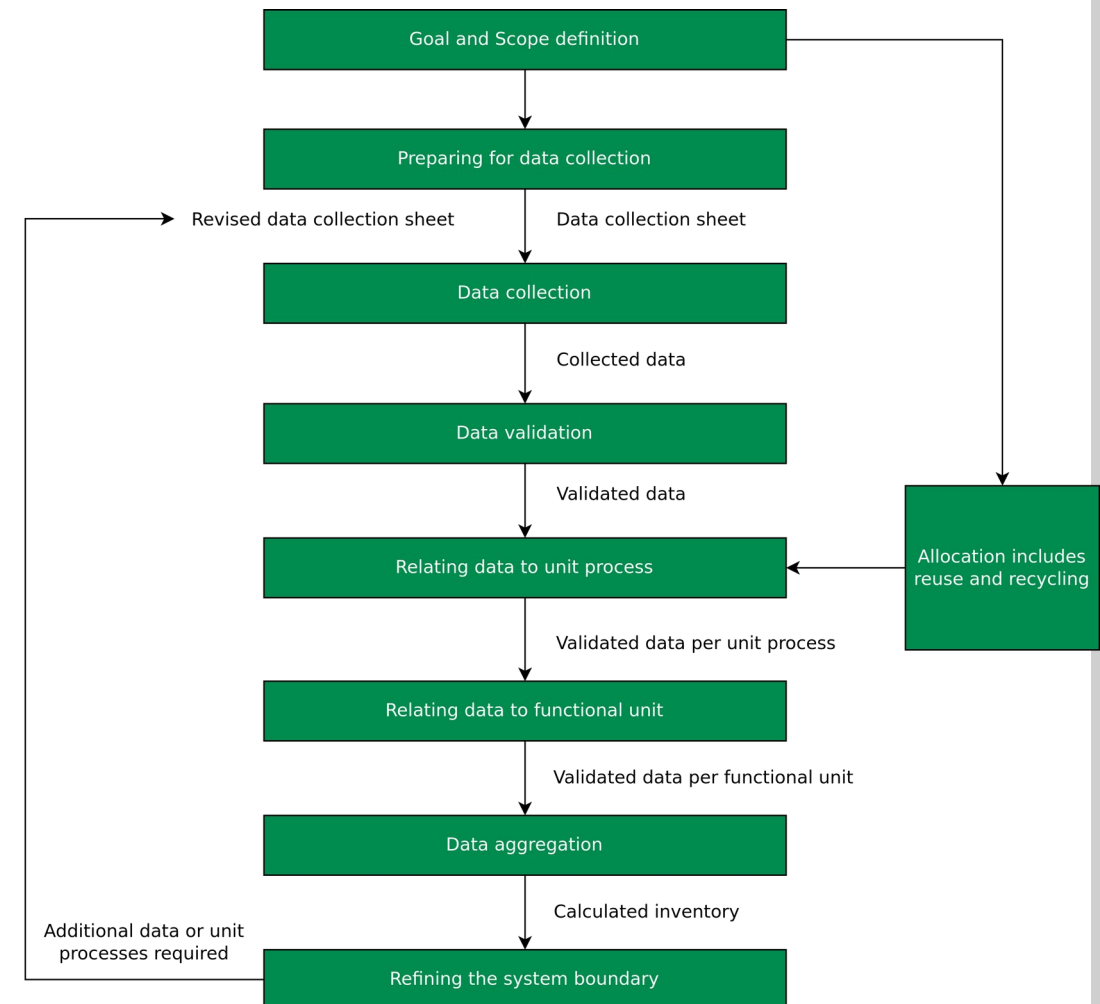 Goal and Scope definition
Preparing for data collection
Revised data collection sheet
Data collection sheet
Data collection
Collected data
Data validation
Validated data
Relating data to unit process
Allocation includes
reuse and recycling
Validated data per unit process
Relating data to functional unit
Validated data per functional unit
Data aggregation
Calculated inventory
Additional data or unit
processes required
Refining the system boundary